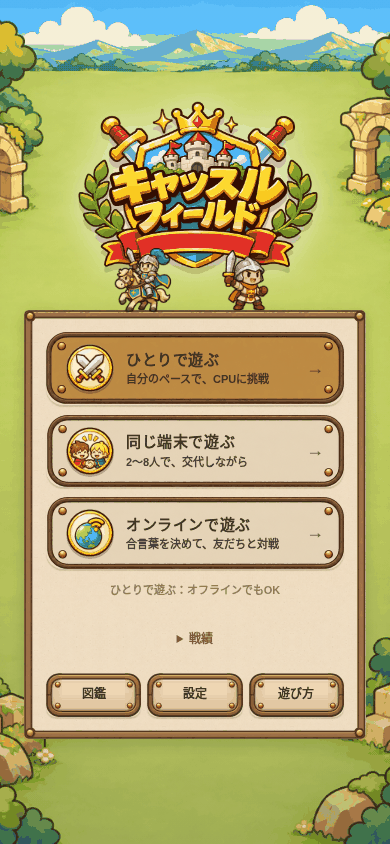 キャッスル
フィールド
ひとりで遊ぶ
自分のペースで、CPUに挑戦
→
同じ端末で遊ぶ
2〜8人で、交代しながら
→
オンラインで遊ぶ
合言葉を決めて、友だちと対戦
→
ひとりで遊ぶ：オフラインでもOK
▶ 戦績
図鑑
設定
遊び方